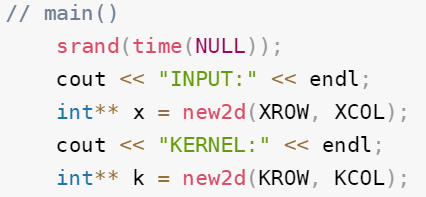 // main()
srand(time(NULL));
cout << "INPUT:" << endl;
int** x = new2d(XROW, XCOL);
cout << "KERNEL:" << endl;
int** k = new2d(KROW, KCOL);